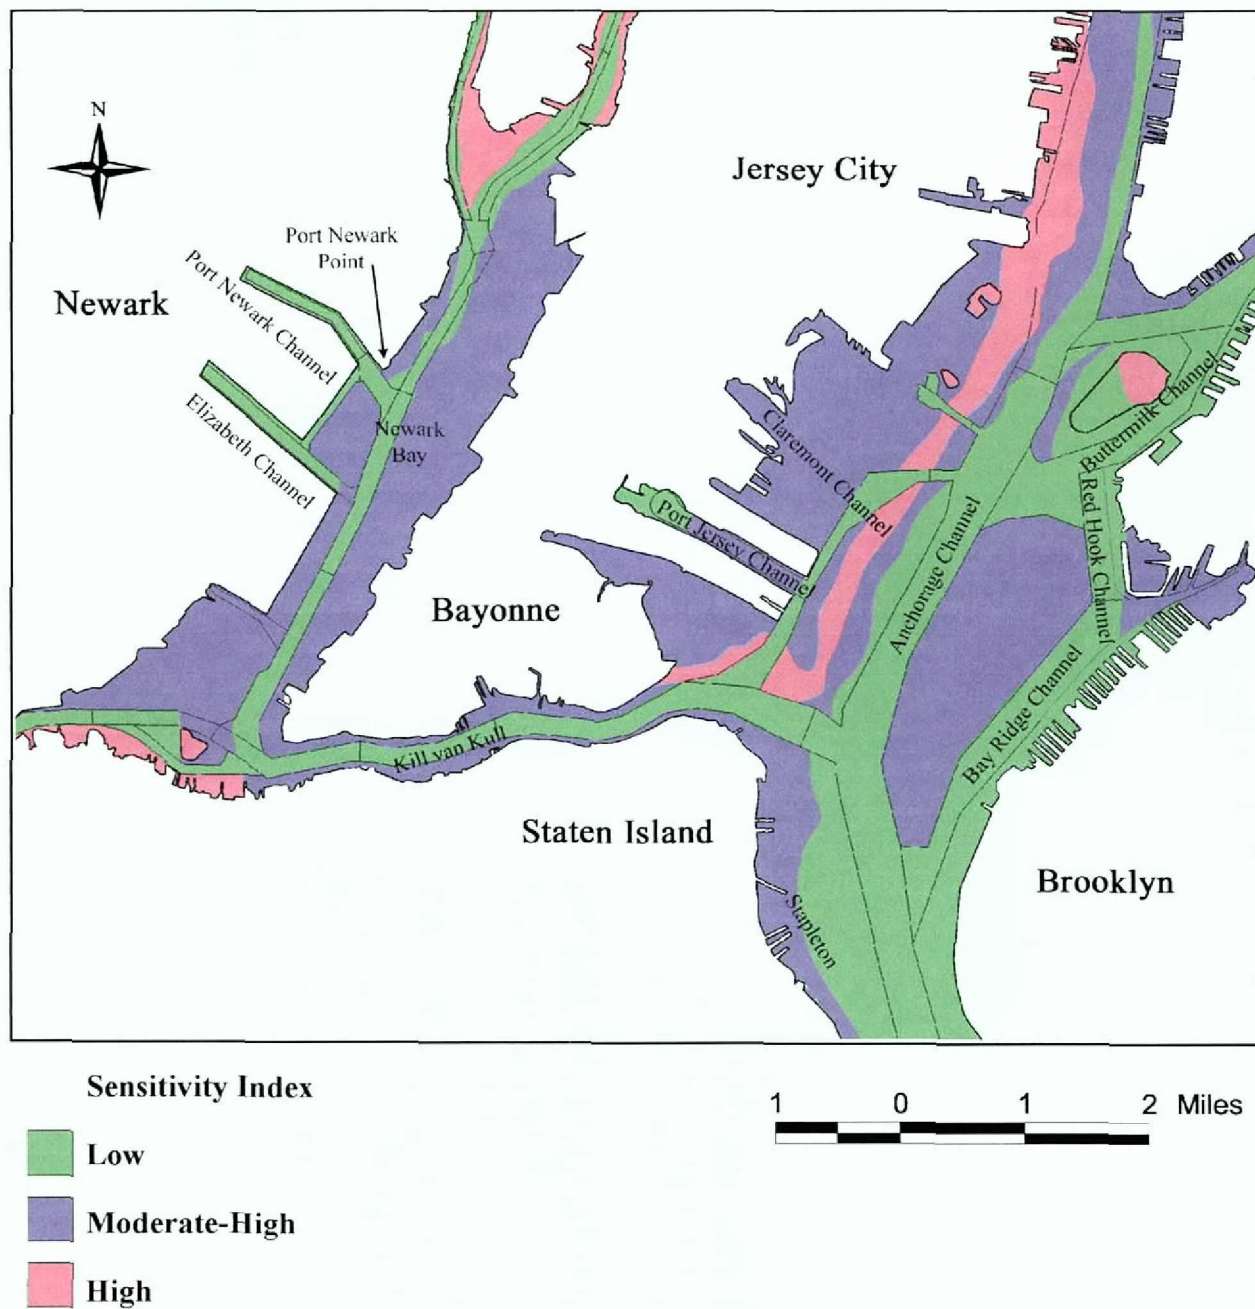 N
Jersey City
Port Newark
Point
Newark
Port Newark Channel
Elizabeth Channel
Newark
Bay
Claremont Channel
Buttermilk Channel
Red Hook Channel
Port Jersey Channel
Anchorage Channel
Bayonne
Bay Ridge Channel
Kill van Kull
Staten Island
Brooklyn
Stapleton
Sensitivity Index
Low
Moderate-High
High
1 0 1 2 Miles